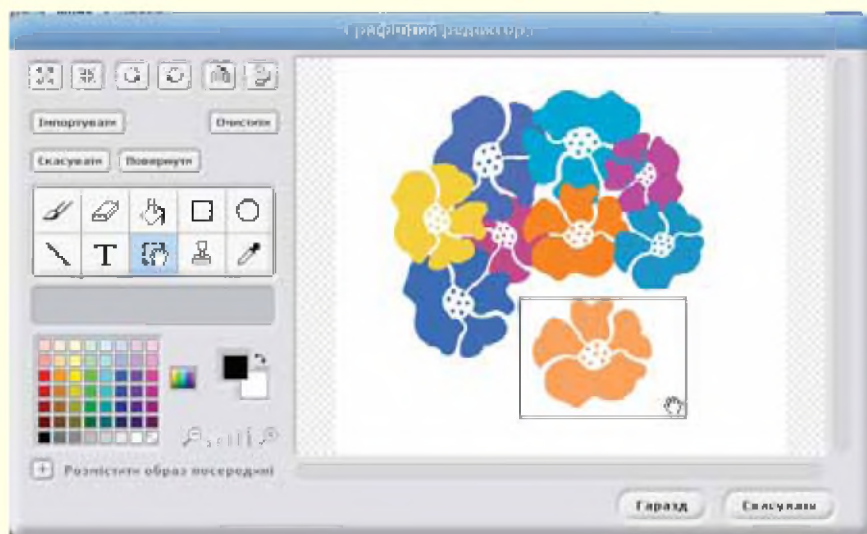 Графічний редактор
Імпортувати Очистити
Скасувати Повернути
T
Розмістити образ посередині
Гаразд Скасувати